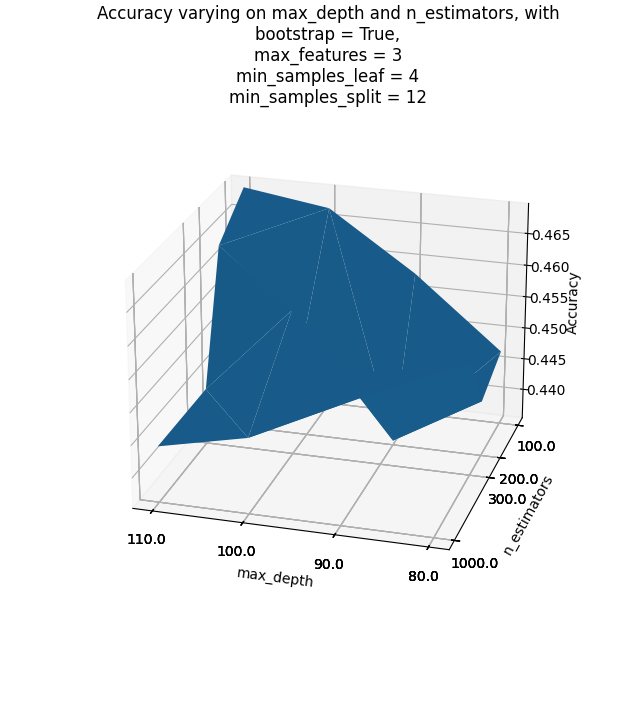 Accuracy varying on max_depth and n_estimators, with
bootstrap = True,
max_features = 3
min_samples_leaf = 4
min_samples_split = 12
0.465
0.460
0.455
0.450
0.445
0.440
Accuracy
100.0
200.0
300.0
1000.0
n_estimators
110.0
100.0
90.0
80.0
max_depth